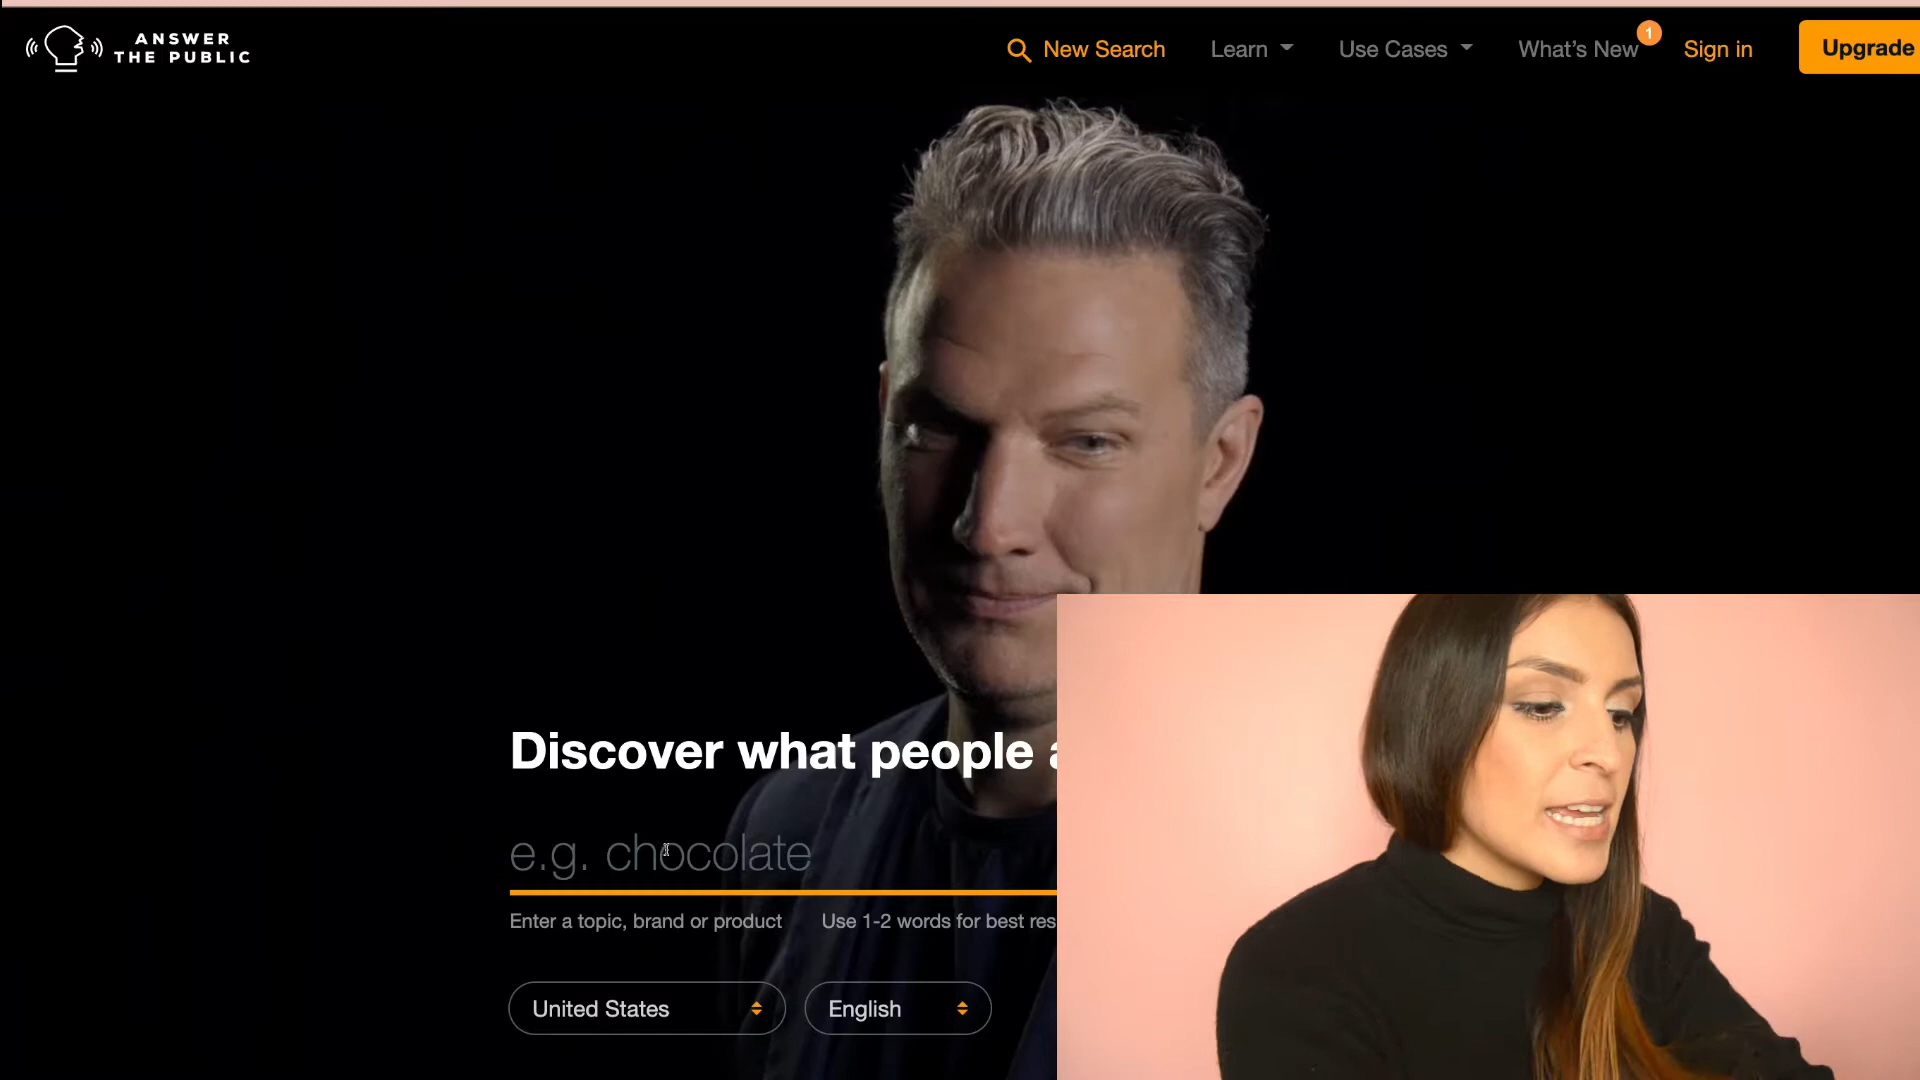 ANSWER
THE PUBLIC
New Search
Learn
Use Cases
What's New
1
Sign in
Upgrade
Discover what people
e.g. chocolate
Enter a topic, brand or product
Use 1-2 words for best res
United States
English